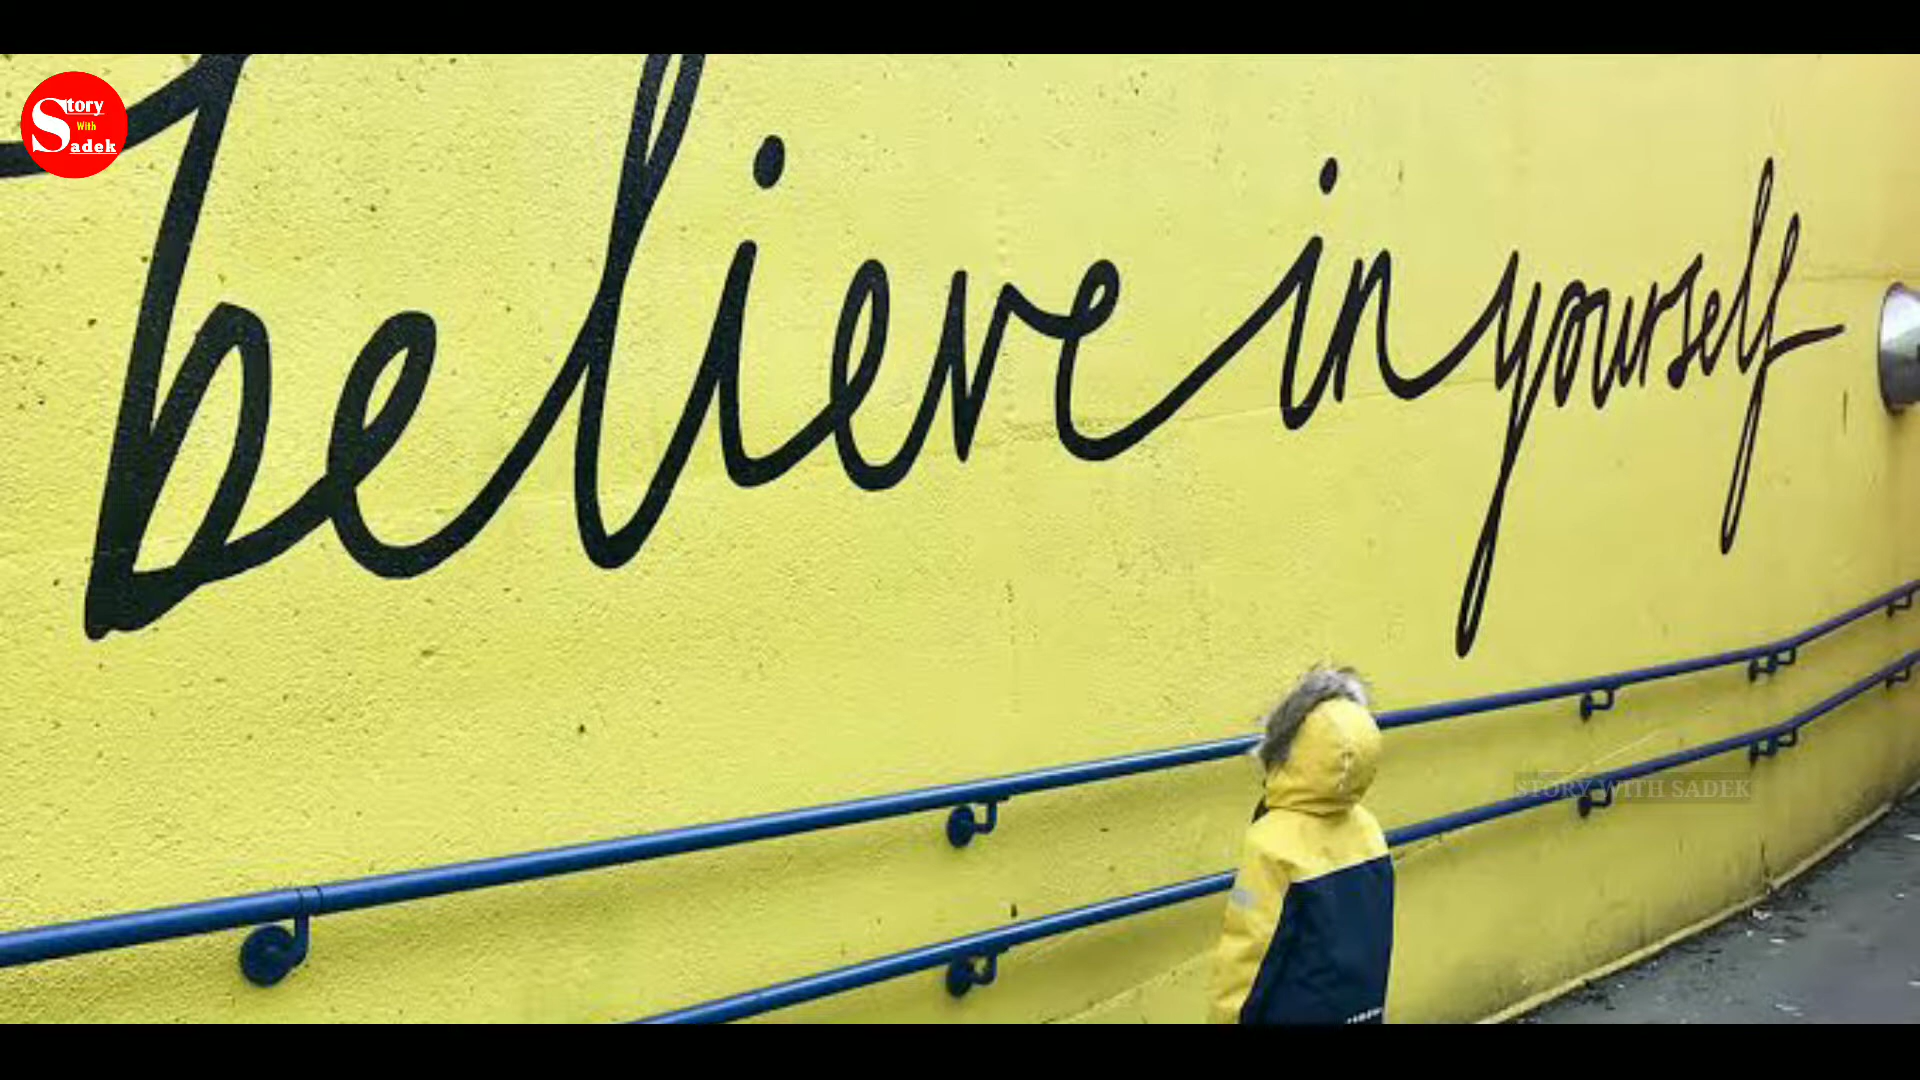 Story
With
Sadek
believe in yourself
STORY WITH SADEK